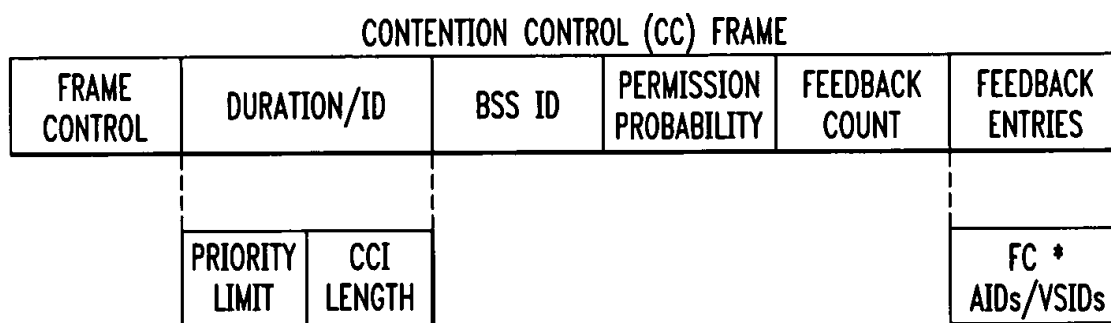 CONTENTION CONTROL (CC) FRAME
FRAME
CONTROL
DURATION/ID
BSS ID
PERMISSION
PROBABILITY
FEEDBACK
COUNT
FEEDBACK
ENTRIES
PRIORITY
LIMIT
CCI
LENGTH
FC *
AIDs/VSIDs